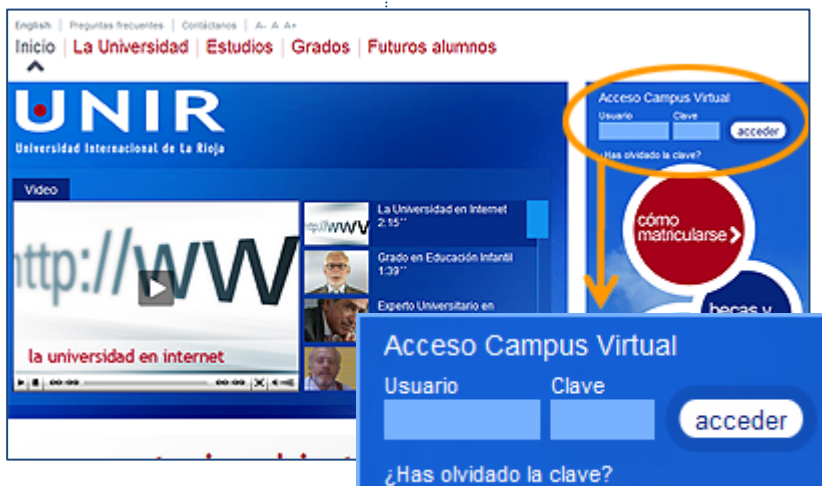 English | Preguntas frecuentes | Contáctanos | A- A A+
Inicio | La Universidad | Estudios | Grados | Futuros alumnos
UNIR
Universidad Internacional de La Rioja
Video
http://WWW
la universidad en internet
La Universidad en Internet
2:15''
Grado en Educación Infantil
1:39''
Experto Universitario en
Acceso Campus Virtual
Usuario Clave
acceder
¿Has olvidado la clave?
cómo
matricularse
becas y
Acceso Campus Virtual
Usuario Clave
acceder
¿Has olvidado la clave?